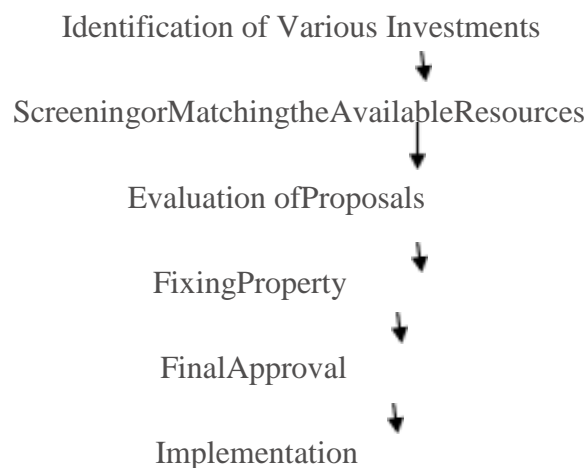 Identification of Various Investments
ScreeningorMatchingtheAvailableResources
Evaluation ofProposals
FixingProperty
FinalApproval
Implementation